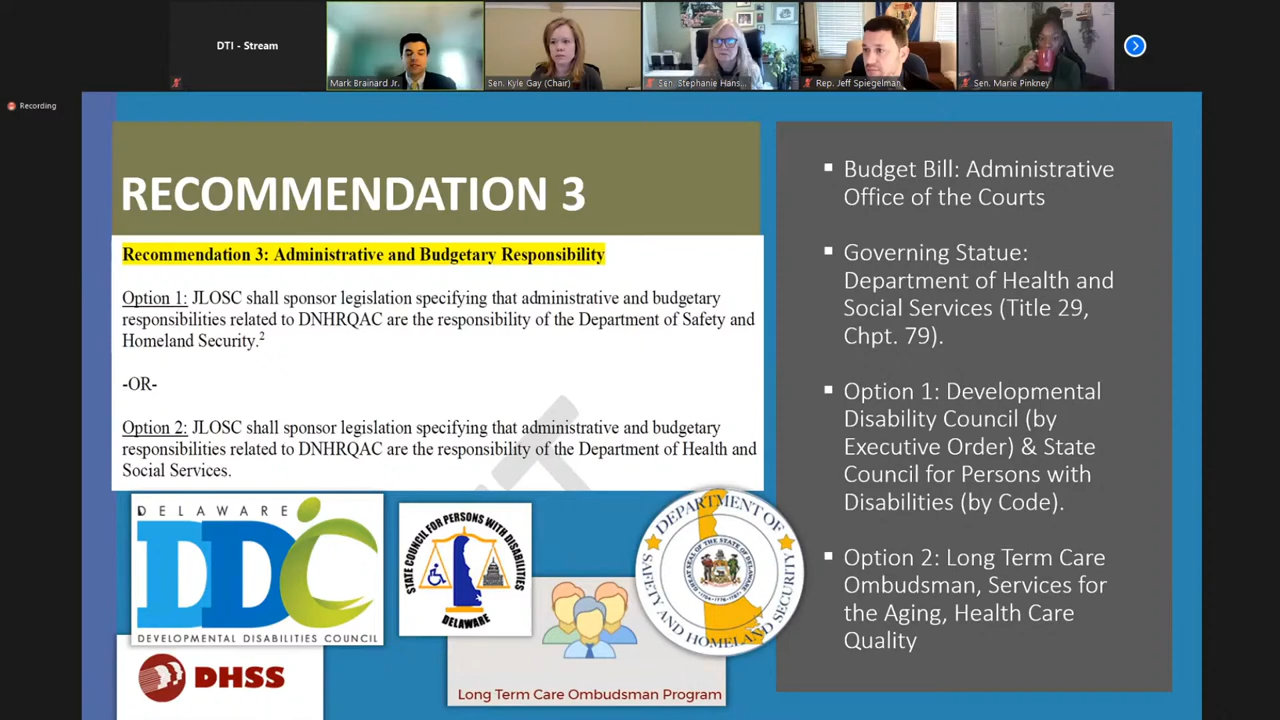 DTI - Stream
Mark Brainard Jr.
Sen. Kyle Gay (Chair)
Sen. Stephanie Hans...
Rep. Jeff Spiegelman
Sen. Marie Pinkney
Recording
RECOMMENDATION 3
Recommendation 3: Administrative and Budgetary Responsibility
Option 1: JLOSC shall sponsor legislation specifying that administrative and budgetary
responsibilities related to DNHRQAC are the responsibility of the Department of Safety and
Homeland Security.2
-OR-
Option 2: JLOSC shall sponsor legislation specifying that administrative and budgetary
responsibilities related to DNHRQAC are the responsibility of the Department of Health and
Social Services.
DELAWARE
DDC
DEVELOPMENTAL DISABILITIES COUNCIL
STATE COUNCIL FOR PERSONS WITH DISABILITIES
DELAWARE
DEPARTMENT OF
SAFETY AND HOMELAND SECURITY
DHSS
Long Term Care Ombudsman Program
Budget Bill: Administrative
Office of the Courts
Governing Statue:
Department of Health and
Social Services (Title 29,
Chpt. 79).
Option 1: Developmental
Disability Council (by
Executive Order) & State
Council for Persons with
Disabilities (by Code).
Option 2: Long Term Care
Ombudsman, Services for
the Aging, Health Care
Quality